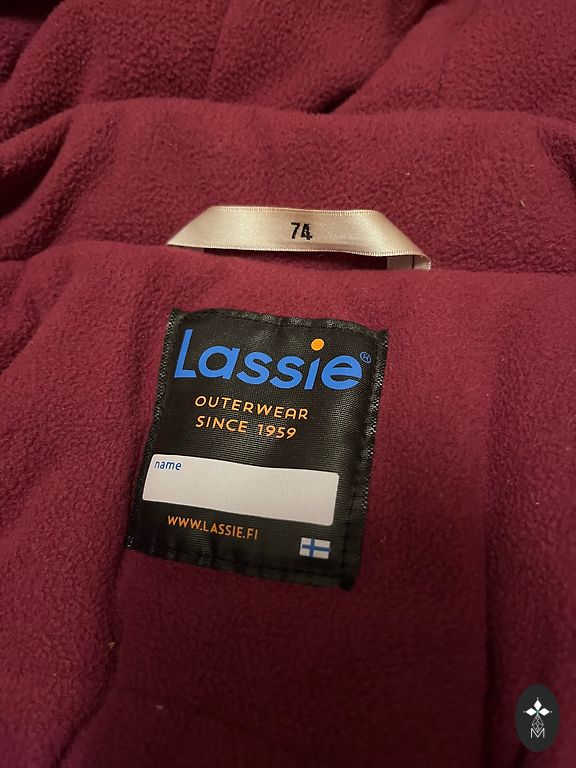 74
Lassie®
OUTERWEAR
SINCE 1959
name
WWW.LASSIE.FI
M